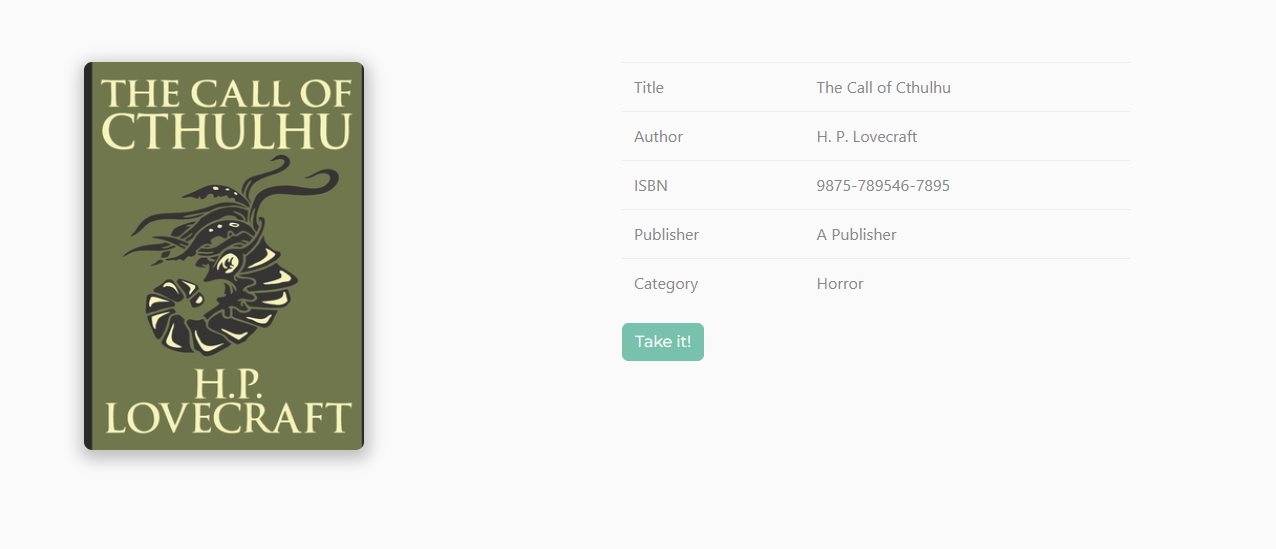 THE CALL OF
CTHULHU
H.P.
LOVECRAFT
Title The Call of Cthulhu
Author H. P. Lovecraft
ISBN 9875-789546-7895
Publisher A Publisher
Category Horror
Take it!